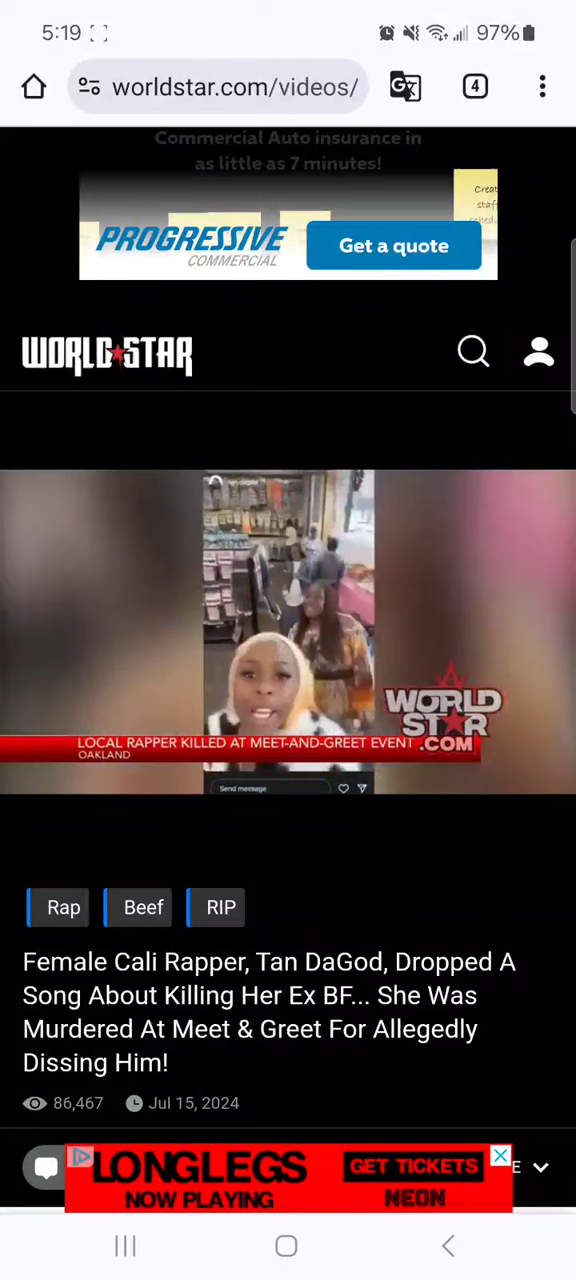 5:19
97%
worldstar.com/videos/
4
Commercial Auto insurance in
as little as 7 minutes!
PROGRESSIVE
COMMERCIAL
Get a quote
WORLD STAR
WORLD
STAR
.COM
LOCAL RAPPER KILLED AT MEET-AND-GREET EVENT
OAKLAND
Send message
Rap
Beef
RIP
Female Cali Rapper, Tan DaGod, Dropped A
Song About Killing Her Ex BF... She Was
Murdered At Meet & Greet For Allegedly
Dissing Him!
86,467
Jul 15, 2024
LONGLEGS
NOW PLAYING
GET TICKETS
NEON
E